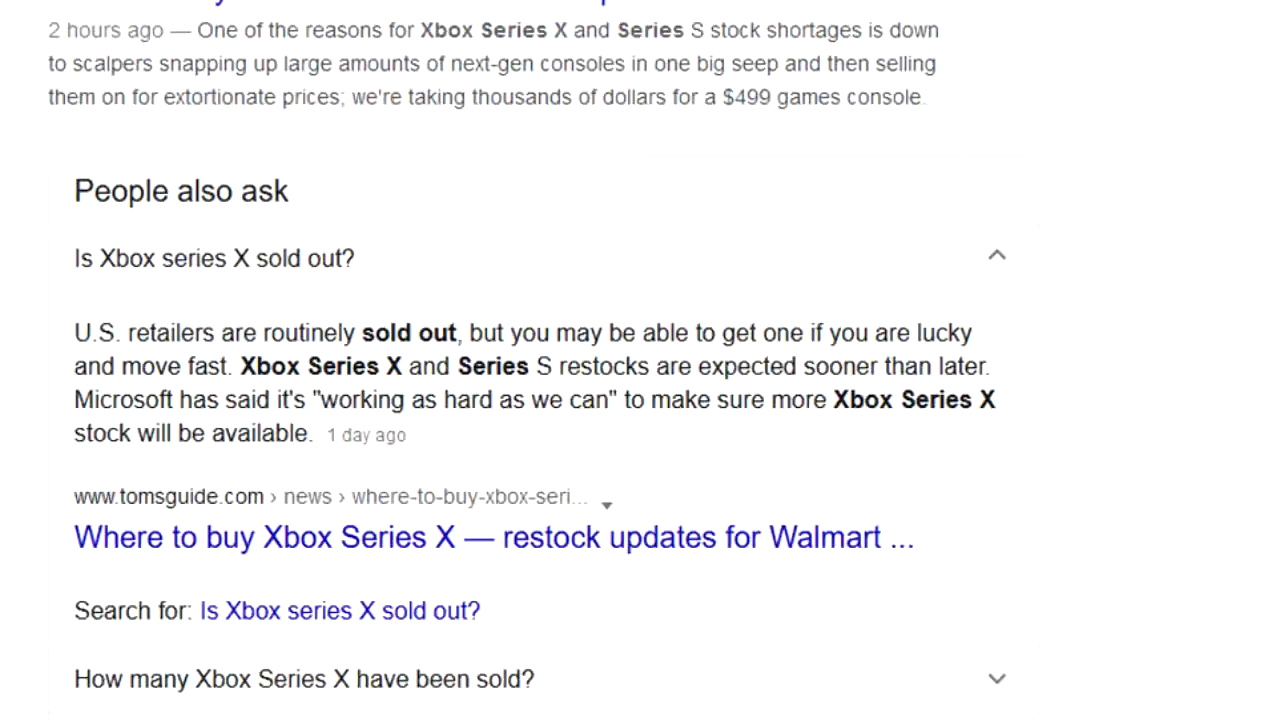 2 hours ago — One of the reasons for Xbox Series X and Series S stock shortages is down
to scalpers snapping up large amounts of next-gen consoles in one big seep and then selling
them on for extortionate prices; we're taking thousands of dollars for a $499 games console.
People also ask
Is Xbox series X sold out?
U.S. retailers are routinely sold out, but you may be able to get one if you are lucky
and move fast. Xbox Series X and Series S restocks are expected sooner than later.
Microsoft has said it's "working as hard as we can" to make sure more Xbox Series X
stock will be available. 1 day ago
www.tomsguide.com › news › where-to-buy-xbox-seri...
Where to buy Xbox Series X — restock updates for Walmart ...
Search for: Is Xbox series X sold out?
How many Xbox Series X have been sold?